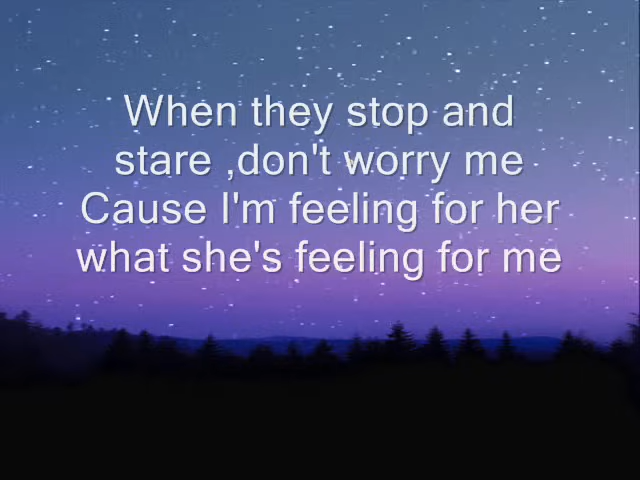 When they stop and
stare ,don't worry me
Cause I'm feeling for her
what she's feeling for me